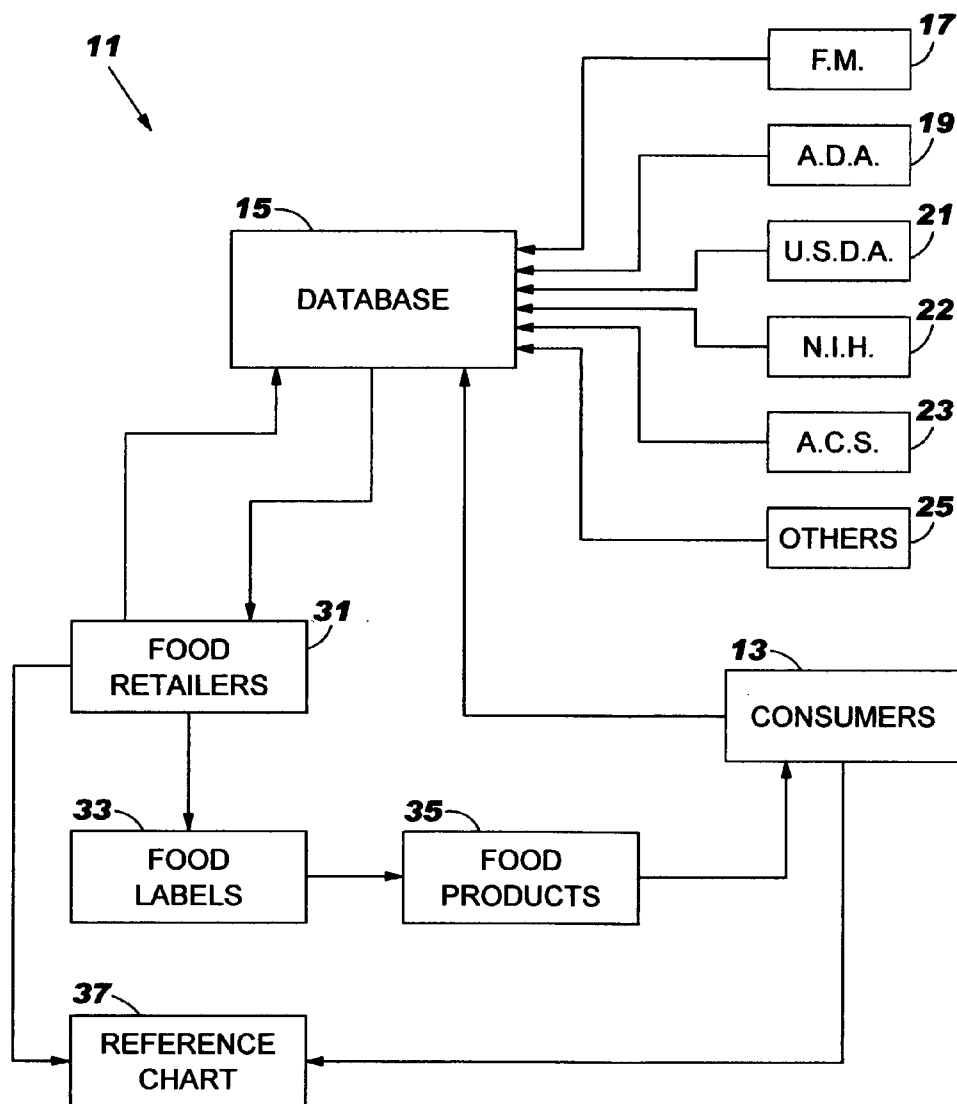 11
17
F.M.
19
A.D.A.
15
DATABASE
21
U.S.D.A.
22
N.I.H.
23
A.C.S.
25
OTHERS
31
FOOD
RETAILERS
13
CONSUMERS
33
FOOD
LABELS
35
FOOD
PRODUCTS
37
REFERENCE
CHART